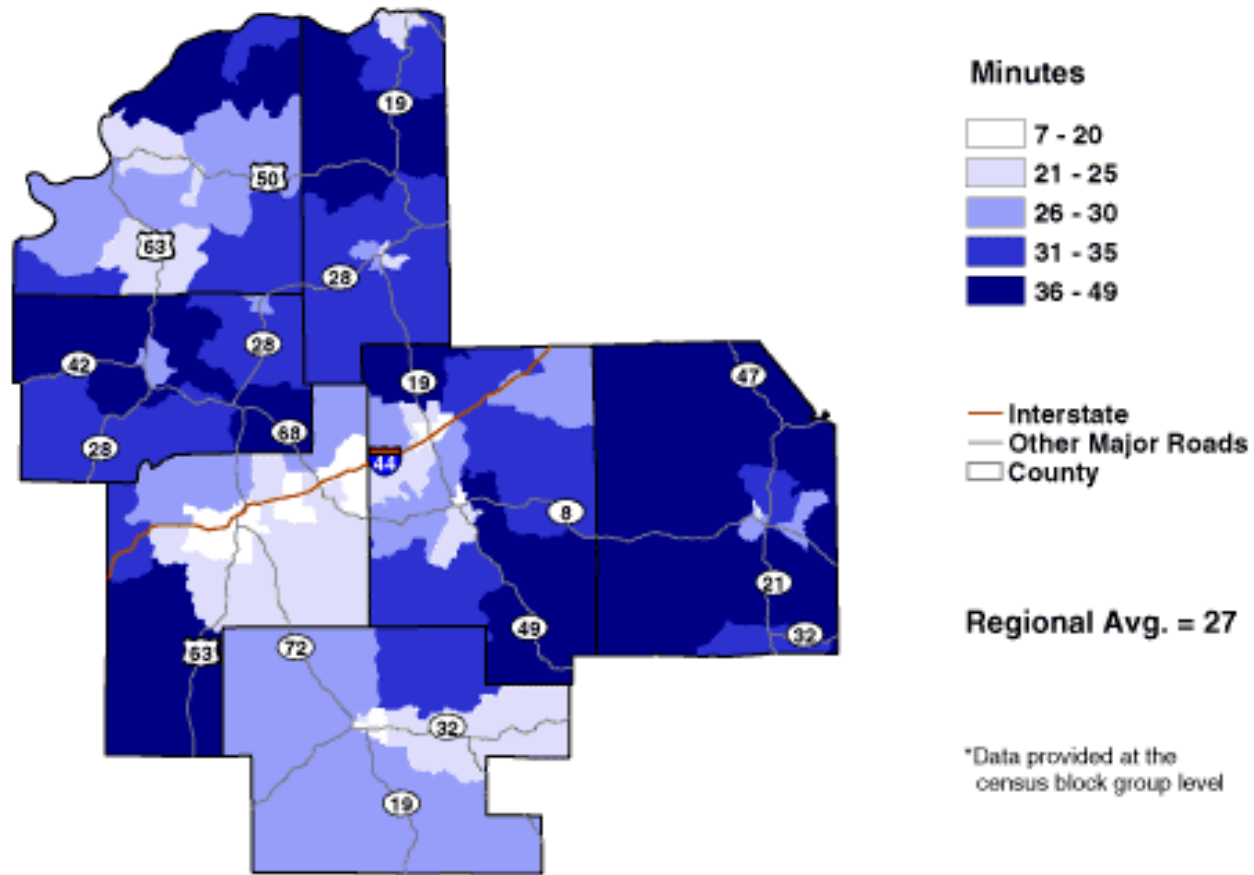 19
50
63
28
42
28
28
68
19
44
8
47
21
32
49
63
72
32
19
Minutes
7 - 20
21 - 25
26 - 30
31 - 35
36 - 49
Interstate
Other Major Roads
County
Regional Avg. = 27
*Data provided at the
census block group level